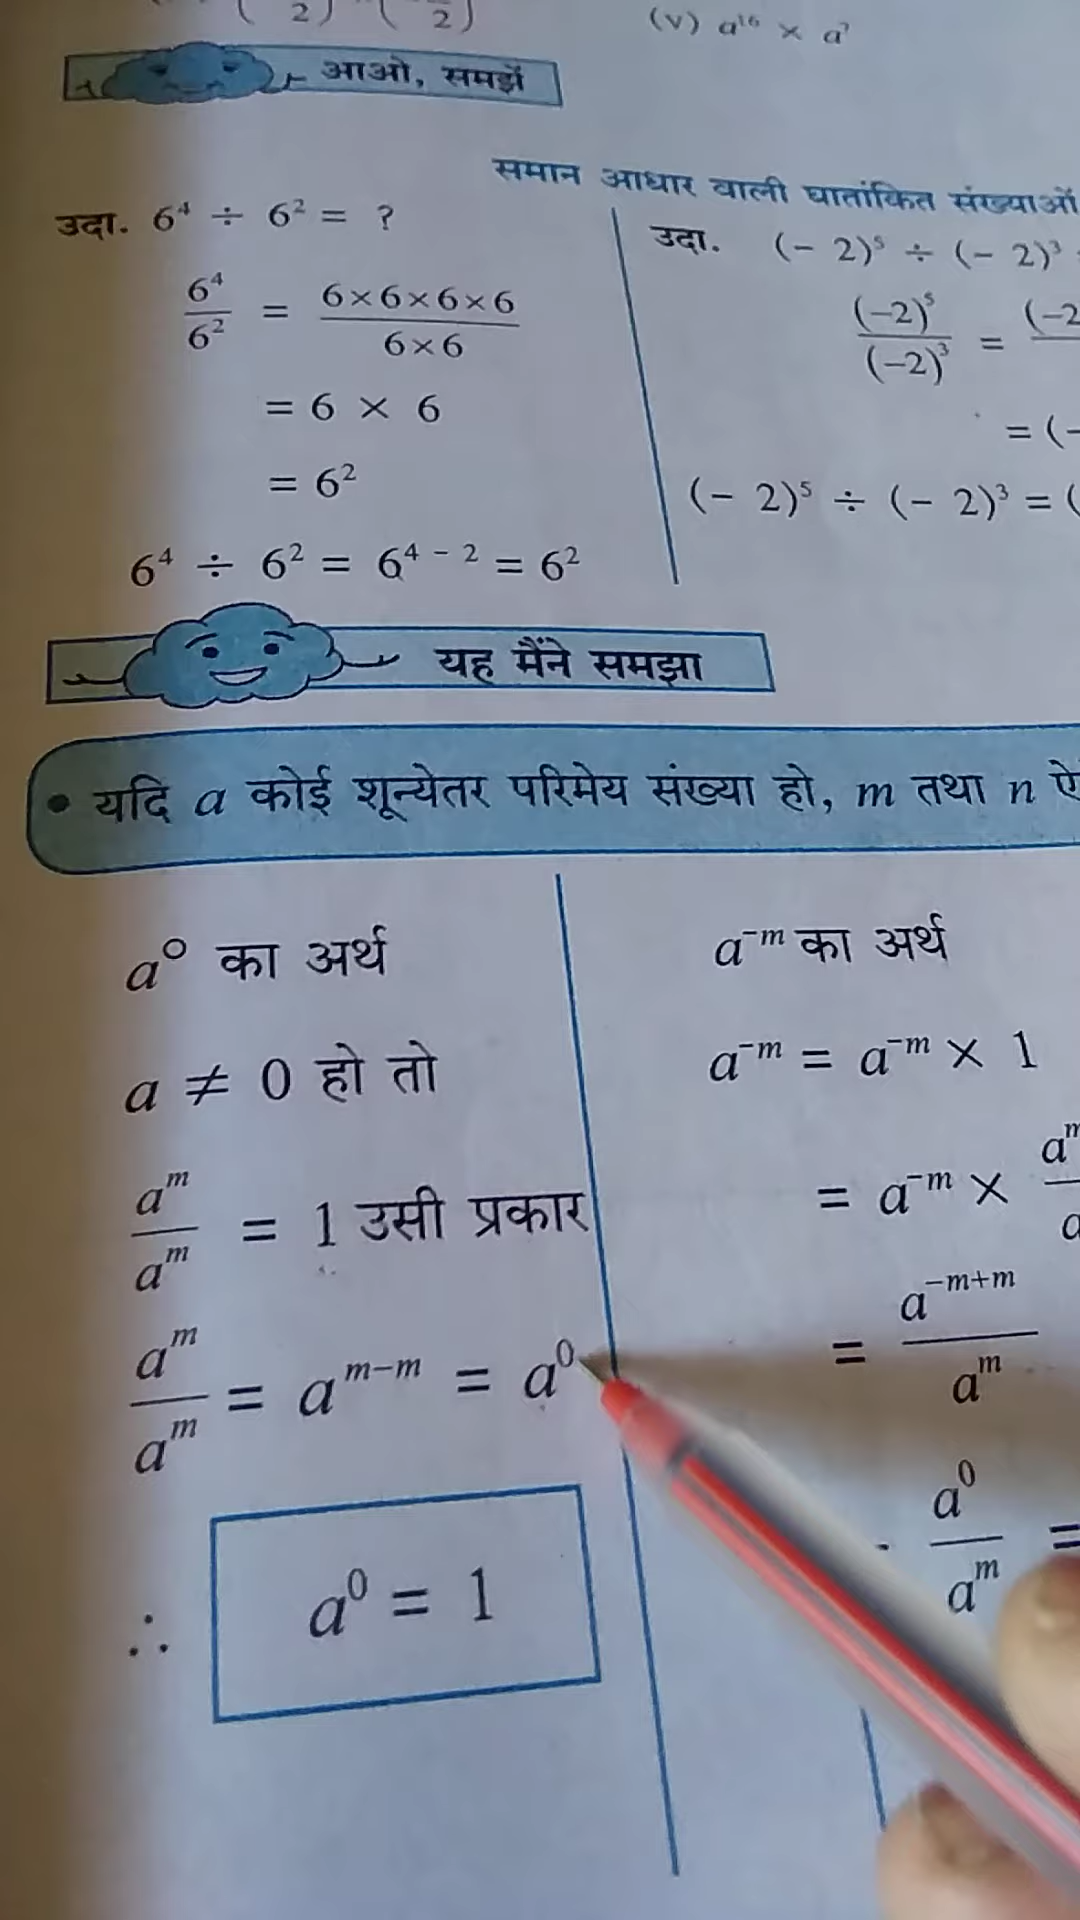 (v) a¹⁶ × a⁷
आओ, समझें
समान आधार वाली घातांकित संख्याओं
उदा. 6⁴ ÷ 6² = ?
6⁴/6² = 6×6×6×6/6×6
= 6 × 6
= 6²
6⁴ ÷ 6² = 6⁴ ⁻ ² = 6²
उदा. (– 2)⁵ ÷ (– 2)³
(–2)⁵/(–2)³ = (–2
= (–
(– 2)⁵ ÷ (– 2)³ = (
यह मैंने समझा
• यदि a कोई शून्येतर परिमेय संख्या हो, m तथा n
a⁰ का अर्थ
a ≠ 0 हो तो
aᵐ/aᵐ = 1 उसी प्रकार
aᵐ/aᵐ = aᵐ⁻ᵐ = a⁰
∴ a⁰ = 1
a⁻ᵐ का अर्थ
a⁻ᵐ = a⁻ᵐ × 1
= a⁻ᵐ ×
= a⁻ᵐ⁺ᵐ/aᵐ
a⁰/aᵐ =